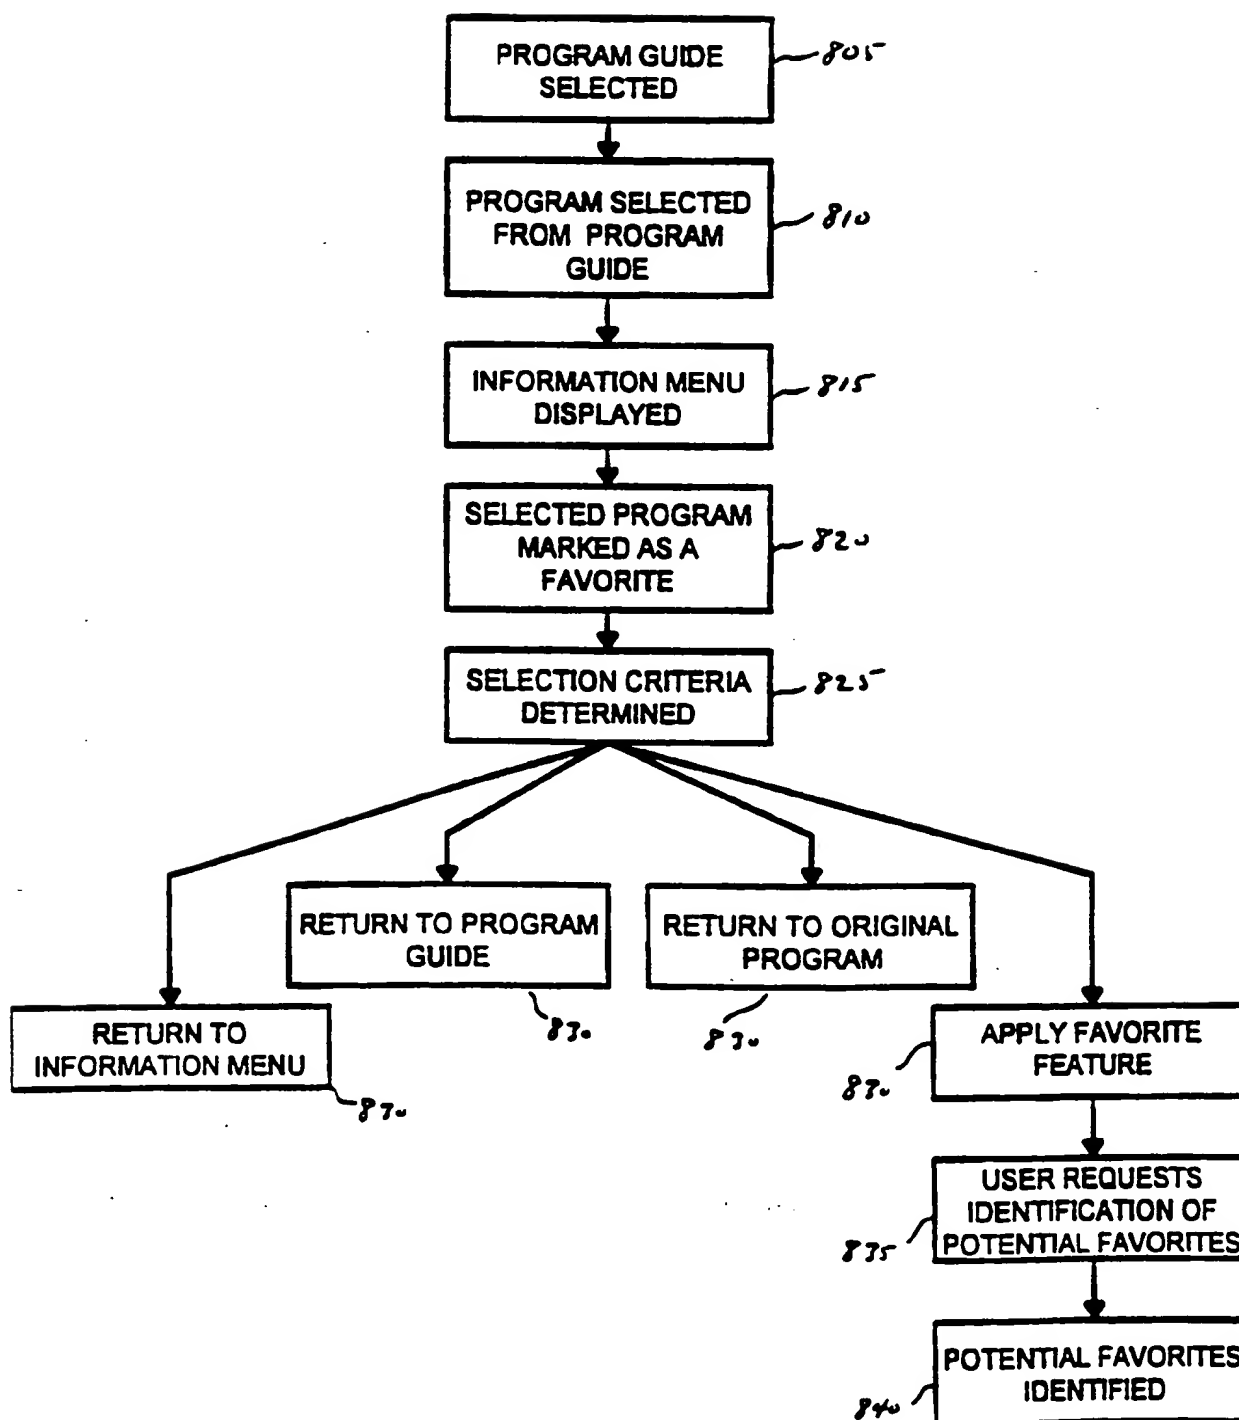 PROGRAM GUIDE
SELECTED
805
PROGRAM SELECTED
FROM PROGRAM
GUIDE
810
INFORMATION MENU
DISPLAYED
815
SELECTED PROGRAM
MARKED AS A
FAVORITE
820
SELECTION CRITERIA
DETERMINED
825
RETURN TO PROGRAM
GUIDE
830
RETURN TO ORIGINAL
PROGRAM
830
RETURN TO
INFORMATION MENU
830
APPLY FAVORITE
FEATURE
830
USER REQUESTS
IDENTIFICATION OF
POTENTIAL FAVORITES
835
POTENTIAL FAVORITES
IDENTIFIED
840